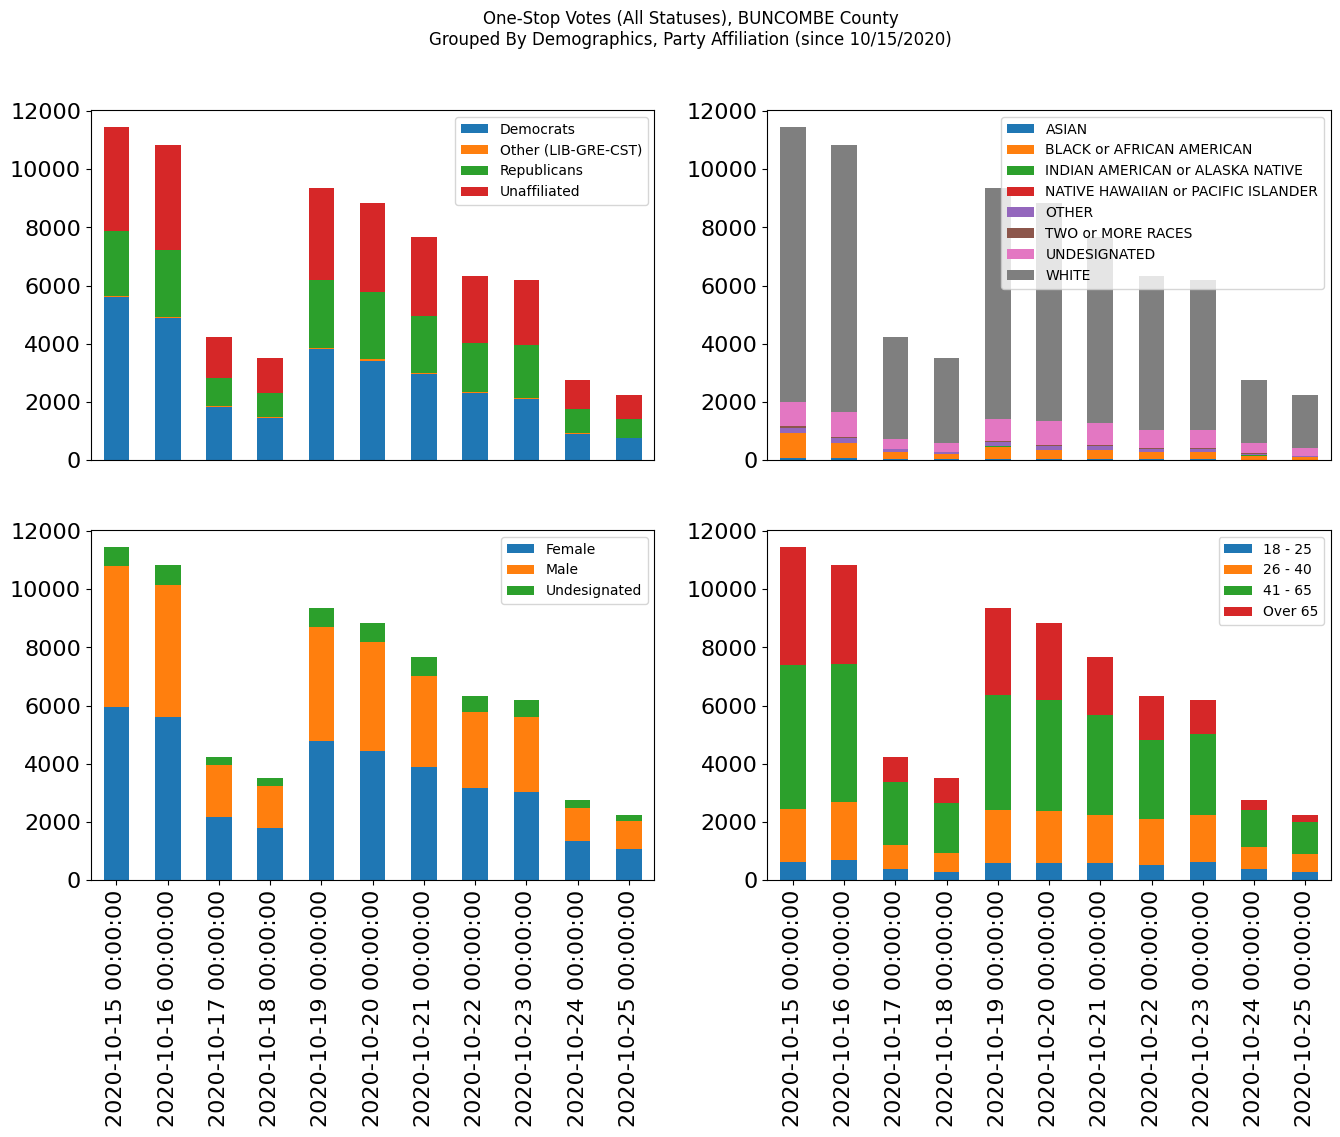 One-Stop Votes (All Statuses), BUNCOMBE County
Grouped By Demographics, Party Affiliation (since 10/15/2020)
12000
10000
8000
6000
4000
2000
0
Democrats
Other (LIB-GRE-CST)
Republicans
Unaffiliated
12000
10000
8000
6000
4000
2000
0
ASIAN
BLACK or AFRICAN AMERICAN
INDIAN AMERICAN or ALASKA NATIVE
NATIVE HAWAIIAN or PACIFIC ISLANDER
OTHER
TWO or MORE RACES
UNDESIGNATED
WHITE
12000
10000
8000
6000
4000
2000
0
Female
Male
Undesignated
2020-10-15 00:00:00
2020-10-16 00:00:00
2020-10-17 00:00:00
2020-10-18 00:00:00
2020-10-19 00:00:00
2020-10-20 00:00:00
2020-10-21 00:00:00
2020-10-22 00:00:00
2020-10-23 00:00:00
2020-10-24 00:00:00
2020-10-25 00:00:00
12000
10000
8000
6000
4000
2000
0
18 - 25
26 - 40
41 - 65
Over 65
2020-10-15 00:00:00
2020-10-16 00:00:00
2020-10-17 00:00:00
2020-10-18 00:00:00
2020-10-19 00:00:00
2020-10-20 00:00:00
2020-10-21 00:00:00
2020-10-22 00:00:00
2020-10-23 00:00:00
2020-10-24 00:00:00
2020-10-25 00:00:00